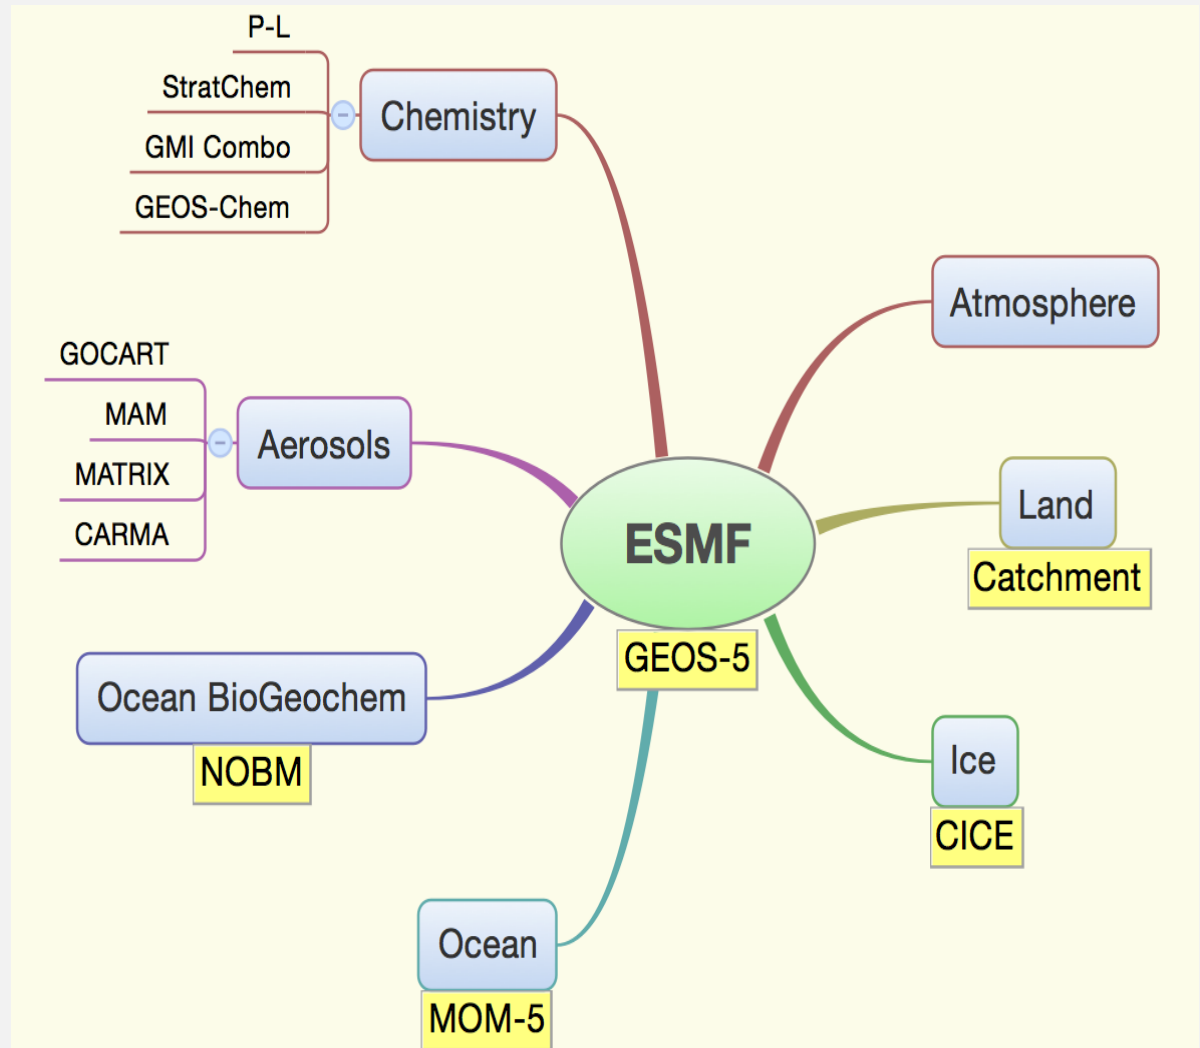 P-L
StratChem
GMI Combo
GEOS-Chem
Chemistry
Atmosphere
GOCART
MAM
MATRIX
CARMA
Aerosols
ESMF
GEOS-5
Land
Catchment
Ocean BioGeochem
NOBM
Ice
CICE
Ocean
MOM-5